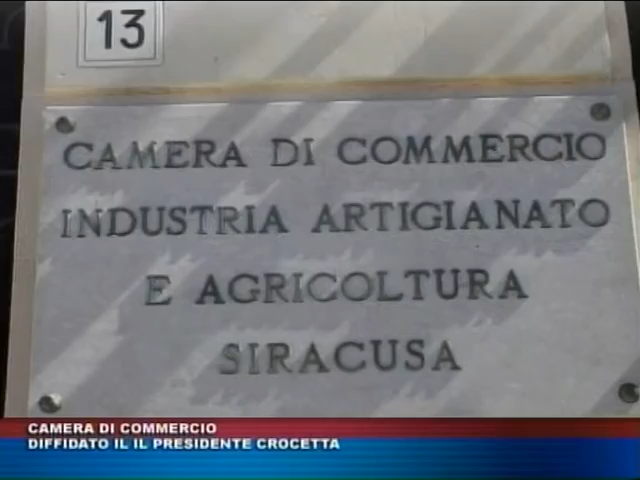 13
CAMERA DI COMMERCIO
INDUSTRIA ARTIGIANATO
E AGRICOLTURA
SIRACUSA
CAMERA DI COMMERCIO
DIFFIDATO IL IL PRESIDENTE CROCETTA